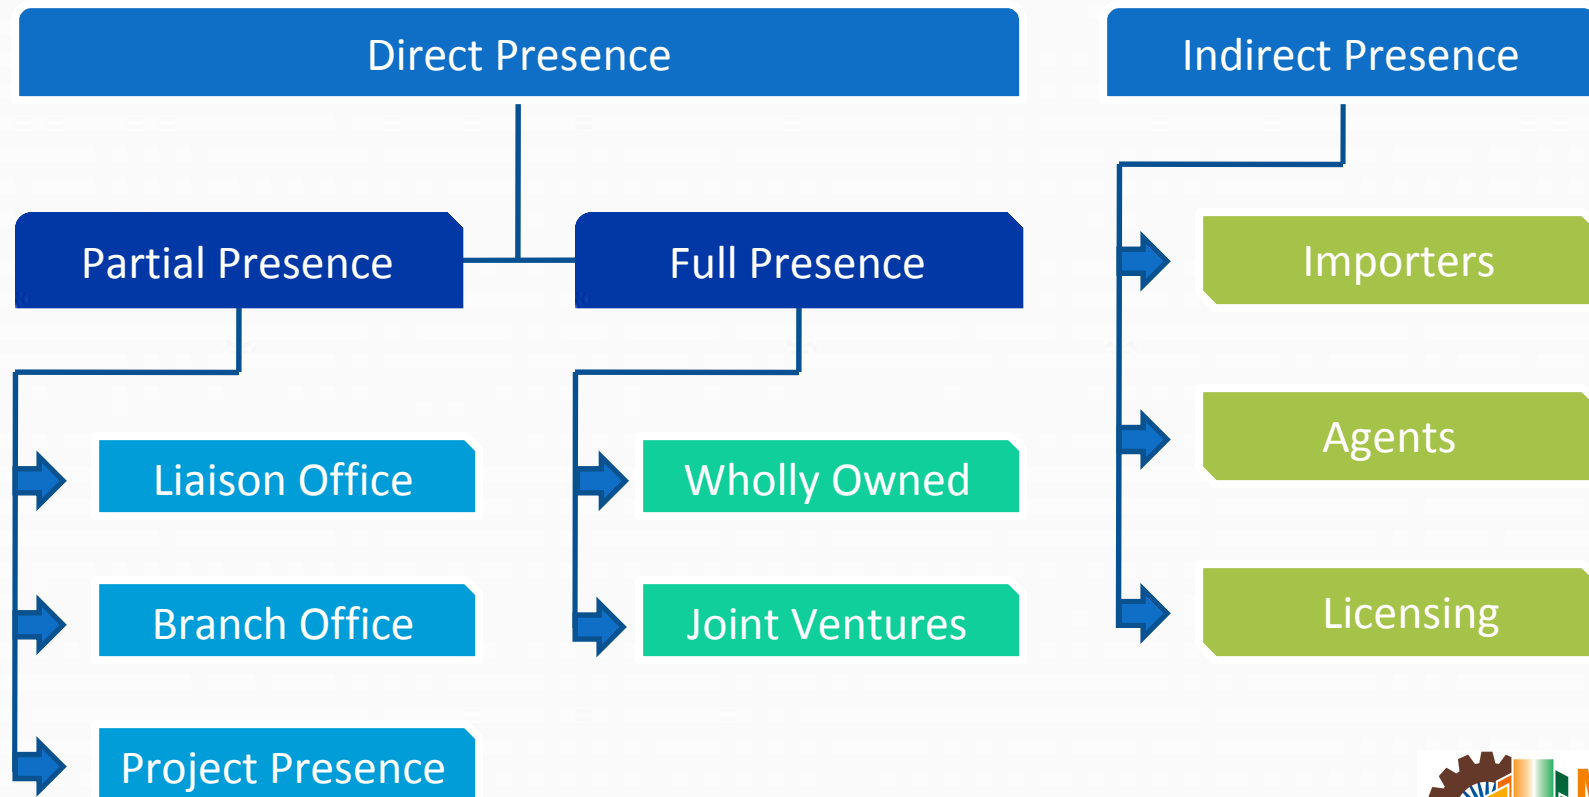 Direct Presence
Indirect Presence
Partial Presence
Full Presence
Importers
Liaison Office
Wholly Owned
Agents
Branch Office
Joint Ventures
Licensing
Project Presence